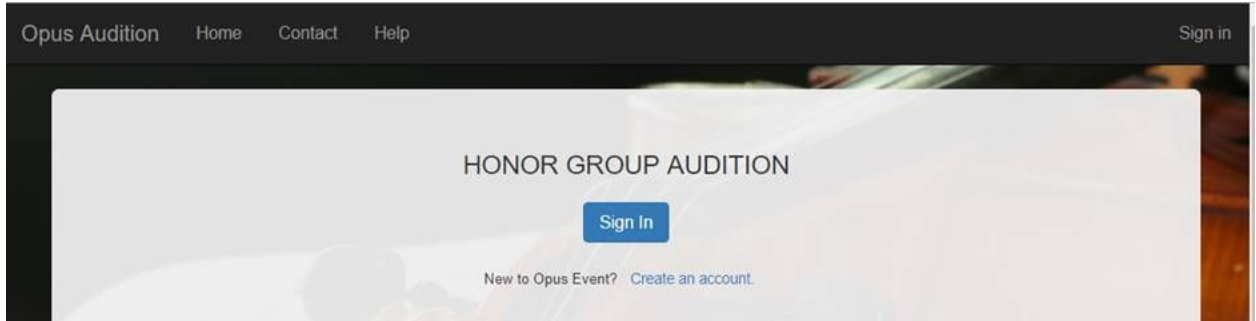 Opus Audition Home Contact Help Sign in
HONOR GROUP AUDITION
Sign In
New to Opus Event? Create an account.